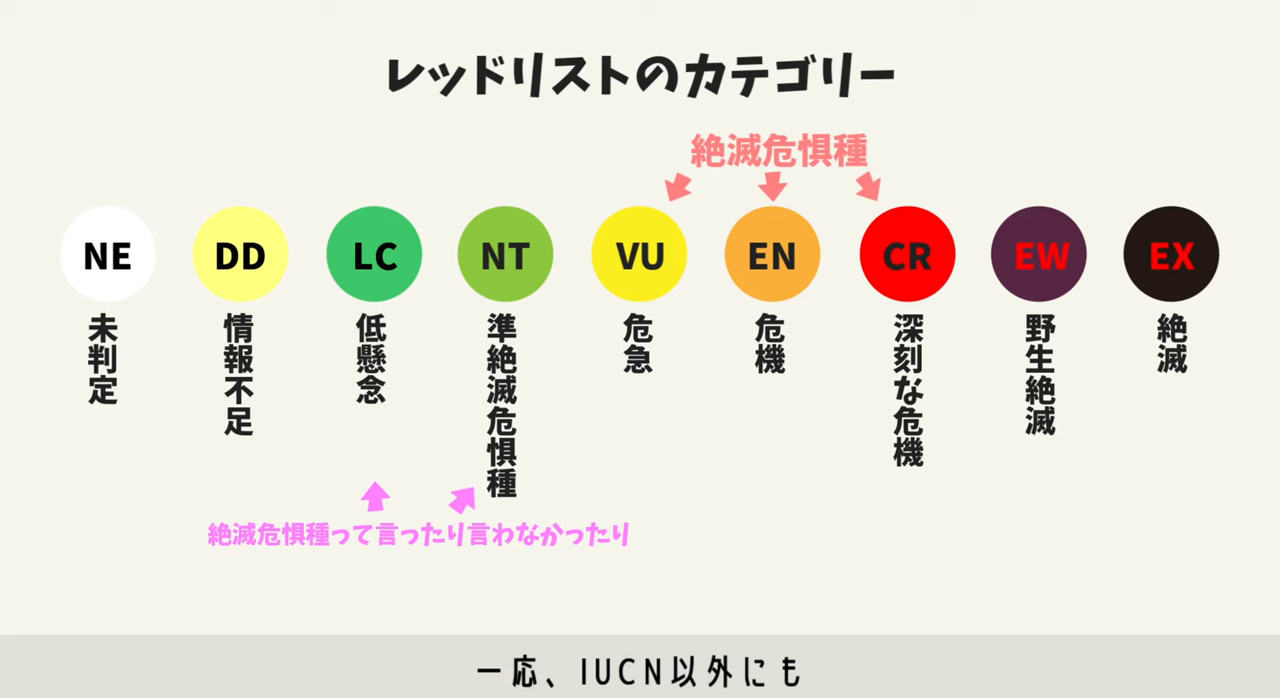 レッドリストのカテゴリー
絶滅危惧種
NE
DD
LC
NT
VU
EN
CR
EW
EX
未判定
情報不足
低懸念
準絶滅危惧種
危急
危機
深刻な危機
野生絶滅
絶滅
絶滅危惧種って言ったり言わなかったり
一応、IUCN以外にも